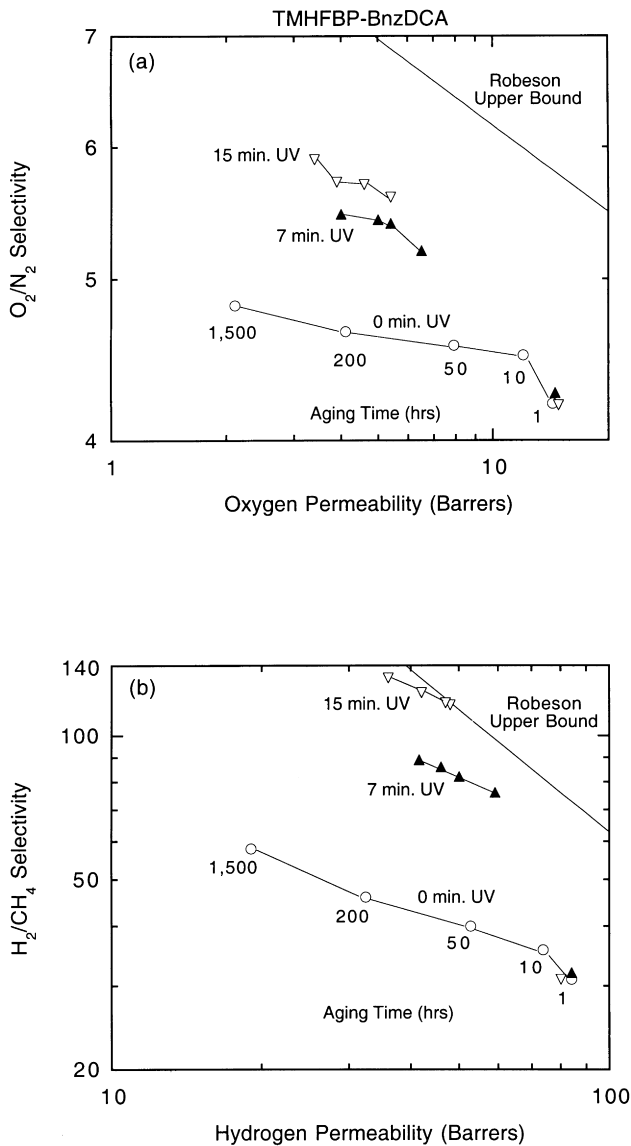 TMHFBP-BnzDCA
7
(a)
Robeson
Upper Bound
6
15 min. UV
7 min. UV
O2/N2 Selectivity
5
0 min. UV
1,500
200
50
10
1
Aging Time (hrs)
4
1
10
Oxygen Permeability (Barrers)
140
(b)
Robeson
Upper Bound
15 min. UV
100
7 min. UV
H2/CH4 Selectivity
1,500
50
0 min. UV
200
50
10
1
Aging Time (hrs)
20
10
100
Hydrogen Permeability (Barrers)